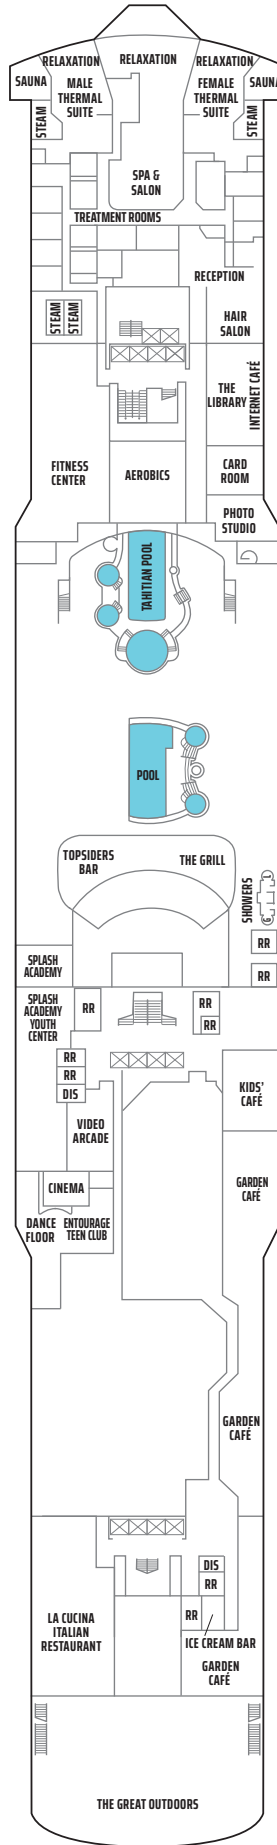 RELAXATION
RELAXATION
RELAXATION
SAUNA
MALE
THERMAL
SUITE
FEMALE
THERMAL
SUITE
SAUNA
STEAM
STEAM
SPA &
SALON
TREATMENT ROOMS
RECEPTION
STEAM
STEAM
HAIR
SALON
THE
LIBRARY
INTERNET CAFÉ
FITNESS
CENTER
AEROBICS
CARD
ROOM
PHOTO
STUDIO
TAHITIAN POOL
POOL
TOPSIDERS
BAR
THE GRILL
SHOWERS
L
G
RR
RR
SPLASH
ACADEMY
SPLASH
ACADEMY
YOUTH
CENTER
RR
RR
RR
RR
RR
DIS
KIDS'
CAFÉ
VIDEO
ARCADE
CINEMA
GARDEN
CAFÉ
DANCE
FLOOR
ENTOURAGE
TEEN CLUB
GARDEN
CAFÉ
DIS
RR
RR
LA CUCINA
ITALIAN
RESTAURANT
ICE CREAM BAR
GARDEN
CAFÉ
THE GREAT OUTDOORS